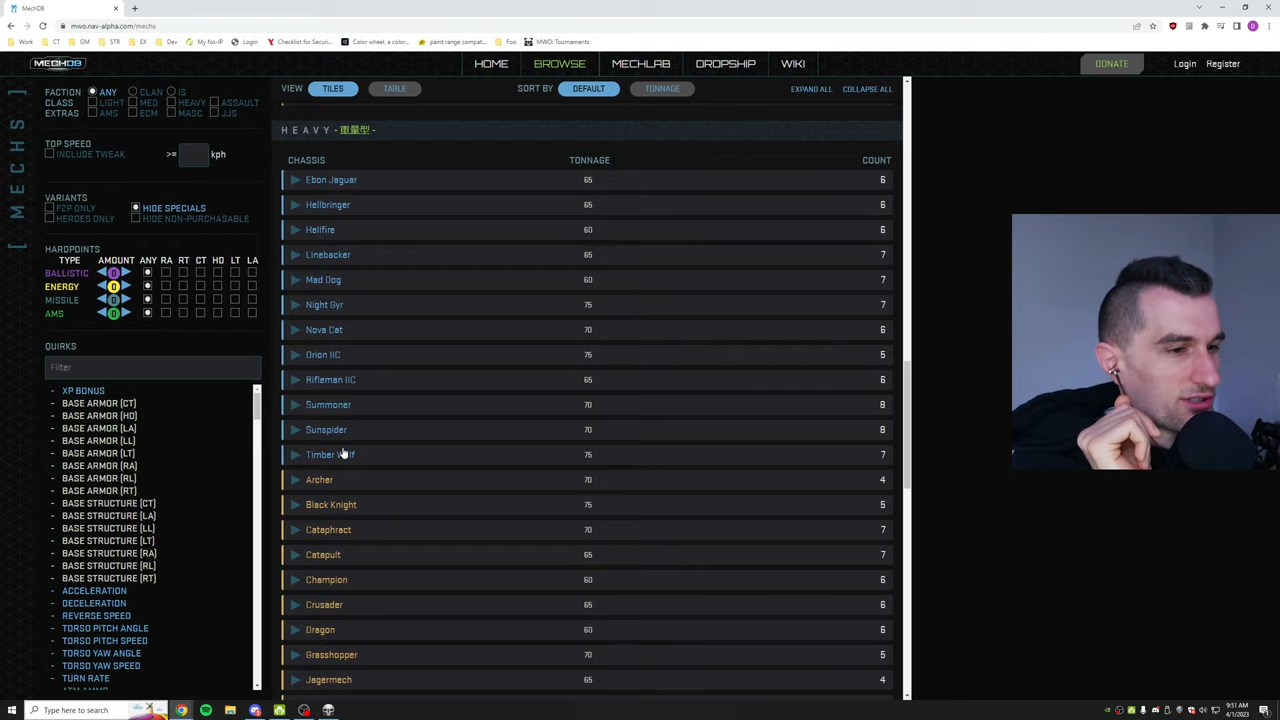 MechDB
mwo.nav-alpha.com/mechs
Work CT GM STR EX Dev My No-IP Login Checklist for Securi... Color wheel, a color... paint range compat... Foo MWO: Tournaments
MECHDB HOME BROWSE MECHLAB DROPSHIP WIKI DONATE Login Register
[ MECHS ]
FACTION ANY CLAN IS
CLASS LIGHT MED HEAVY ASSAULT
EXTRAS AMS ECM MASC JJS
TOP SPEED
INCLUDE TWEAK >= kph
VARIANTS
F2P ONLY HIDE SPECIALS
HEROES ONLY HIDE NON-PURCHASABLE
HARDPOINTS
TYPE AMOUNT ANY RA RT CT HD LT LA
BALLISTIC 0
ENERGY 0
MISSILE 0
AMS 0
QUIRKS
Filter
- XP BONUS
- BASE ARMOR (CT)
- BASE ARMOR (HD)
- BASE ARMOR (LA)
- BASE ARMOR (LL)
- BASE ARMOR (LT)
- BASE ARMOR (RA)
- BASE ARMOR (RL)
- BASE ARMOR (RT)
- BASE STRUCTURE (CT)
- BASE STRUCTURE (LA)
- BASE STRUCTURE (LL)
- BASE STRUCTURE (LT)
- BASE STRUCTURE (RA)
- BASE STRUCTURE (RL)
- BASE STRUCTURE (RT)
- ACCELERATION
- DECELERATION
- REVERSE SPEED
- TORSO PITCH ANGLE
- TORSO PITCH SPEED
- TORSO YAW ANGLE
- TORSO YAW SPEED
- TURN RATE
VIEW TILES TABLE SORT BY DEFAULT TONNAGE EXPAND ALL COLLAPSE ALL
HEAVY -重量型-
CHASSIS TONNAGE COUNT
Ebon Jaguar 65 6
Hellbringer 65 6
Hellfire 60 6
Linebacker 65 7
Mad Dog 60 7
Night Gyr 75 7
Nova Cat 70 6
Orion IIC 75 5
Rifleman IIC 65 6
Summoner 70 8
Sunspider 70 8
Timber Wolf 75 7
Archer 70 4
Black Knight 75 5
Cataphract 70 7
Catapult 65 7
Champion 60 6
Crusader 65 6
Dragon 60 6
Grasshopper 70 5
Jagermech 65 4
Type here to search
9:51 AM
4/1/2023